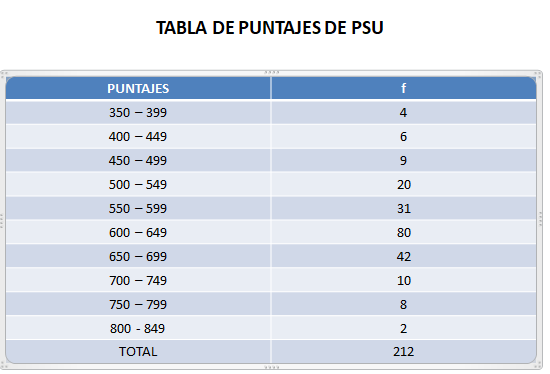 TABLA DE PUNTAJES DE PSU
PUNTAJES f
350 – 399 4
400 – 449 6
450 – 499 9
500 – 549 20
550 – 599 31
600 – 649 80
650 – 699 42
700 – 749 10
750 – 799 8
800 - 849 2
TOTAL 212